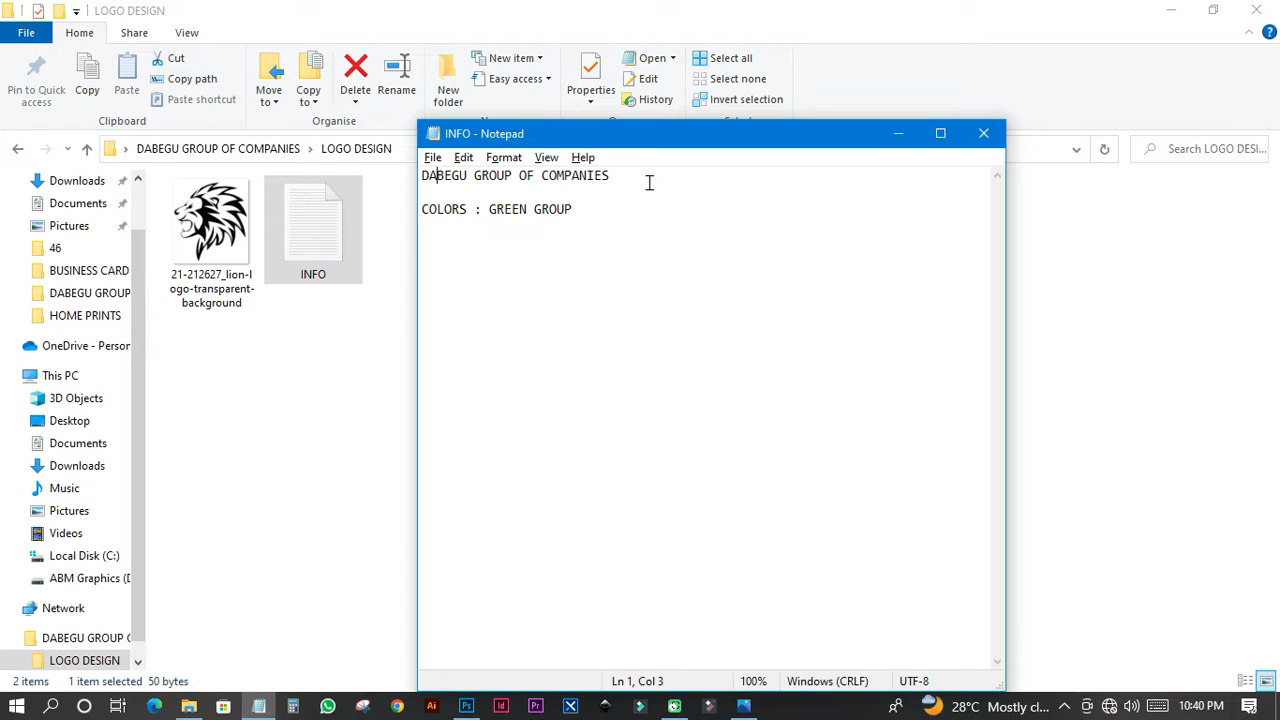 LOGO DESIGN
File
Home
Share
View
Pin to Quick access
Copy
Paste
Cut
Copy path
Paste shortcut
Clipboard
Move to
Copy to
Delete
Rename
Organise
New folder
New item
Easy access
Properties
Open
Edit
History
Select all
Select none
Invert selection
DABEGU GROUP OF COMPANIES
LOGO DESIGN
Search LOGO DESI...
Downloads
Documents
Pictures
46
BUSINESS CARD
DABEGU GROUP
HOME PRINTS
OneDrive - Person
This PC
3D Objects
Desktop
Documents
Downloads
Music
Pictures
Videos
Local Disk (C:)
ABM Graphics (D
Network
DABEGU GROUP O
LOGO DESIGN
21-212627_lion-l
ogo-transparent-
background
INFO
INFO - Notepad
File Edit Format View Help
DABEGU GROUP OF COMPANIES
COLORS : GREEN GROUP
Ln 1, Col 3
100%
Windows (CRLF)
UTF-8
2 items
1 item selected 50 bytes
Ai
Ps
Id
Pr
28°C Mostly cl...
10:40 PM